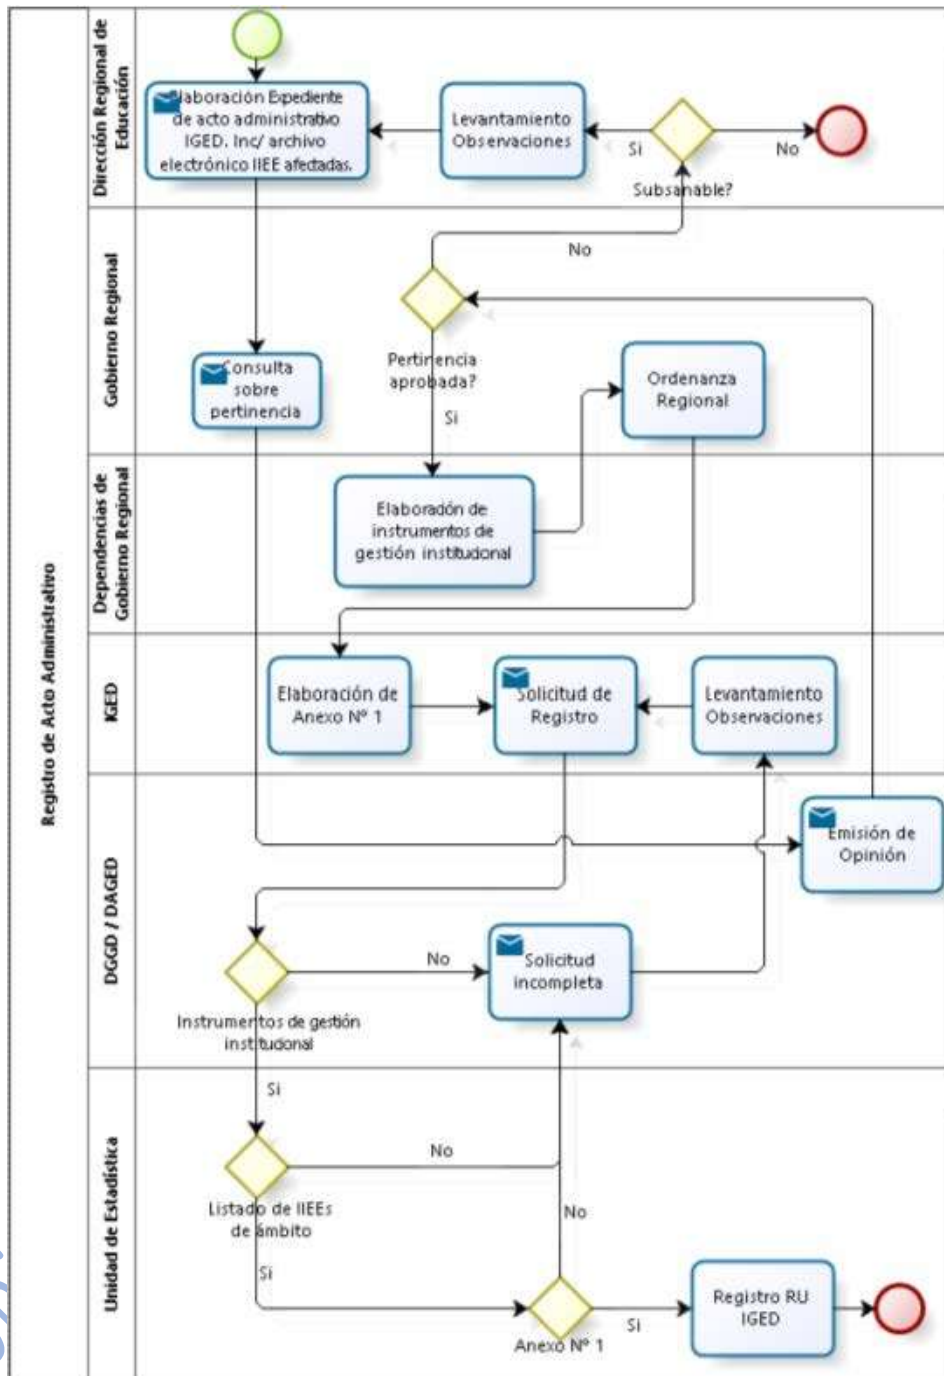 Registro de Acto Administrativo
Dirección Regional de
Educación
Elaboración Expediente
de acto administrativo
IGED. Inc/ archivo
electrónico IIEE afectadas.
Levantamiento
Observaciones
Si
No
Subsanable?
Gobierno Regional
No
Consulta
sobre
pertinencia
Pertinencia
aprobada?
Si
Ordenanza
Regional
Dependencias de
Gobierno Regional
Elaboración de
instrumentos de
gestión institucional
IGED
Elaboración de
Anexo Nº 1
Solicitud de
Registro
Levantamiento
Observaciones
DGGD / DAGED
Emisión de
Opinión
No
Solicitud
incompleta
Instrumentos de gestión
institucional
Unidad de Estadística
Si
No
Listado de IIEEs
de ámbito
Si
No
Anexo Nº 1
Si
Registro RU
IGED